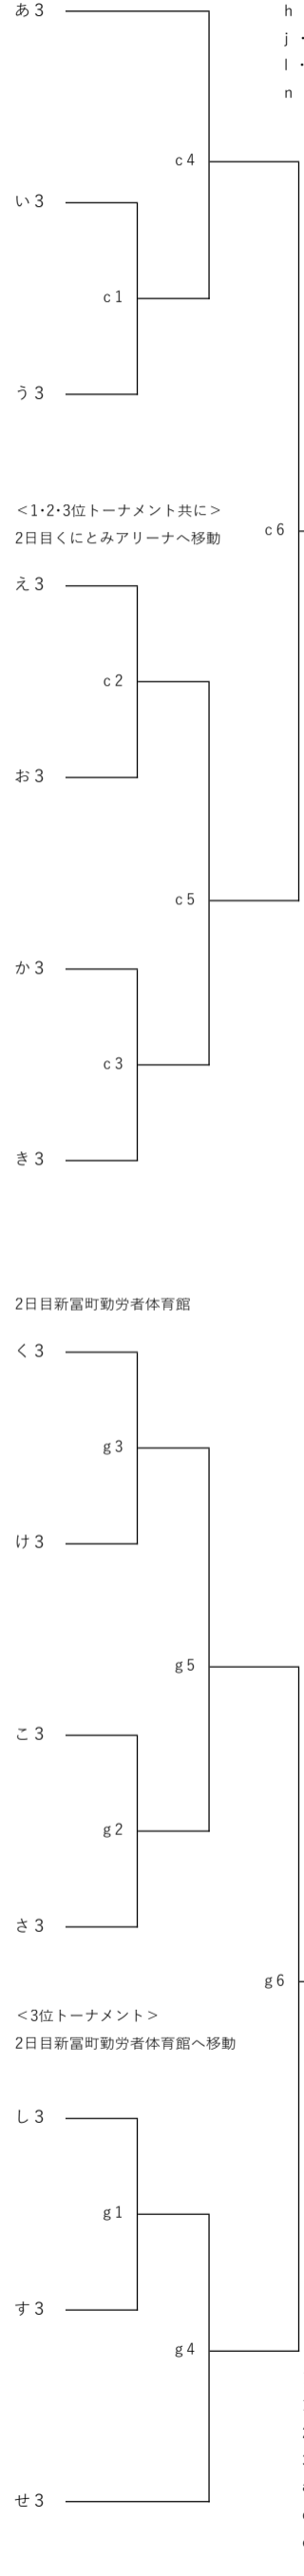 あ3
h
j・
l・
n
c4
い3
c1
う3
＜1・2・3位トーナメント共に＞
2日目くにとみアリーナへ移動
c6
え3
c2
お3
c5
か3
c3
き3
2日目新冨町勤労者体育館
く3
g3
け3
g5
こ3
g2
さ3
g6
＜3位トーナメント＞
2日目新冨町勤労者体育館へ移動
し3
g1
す3
g4
せ3